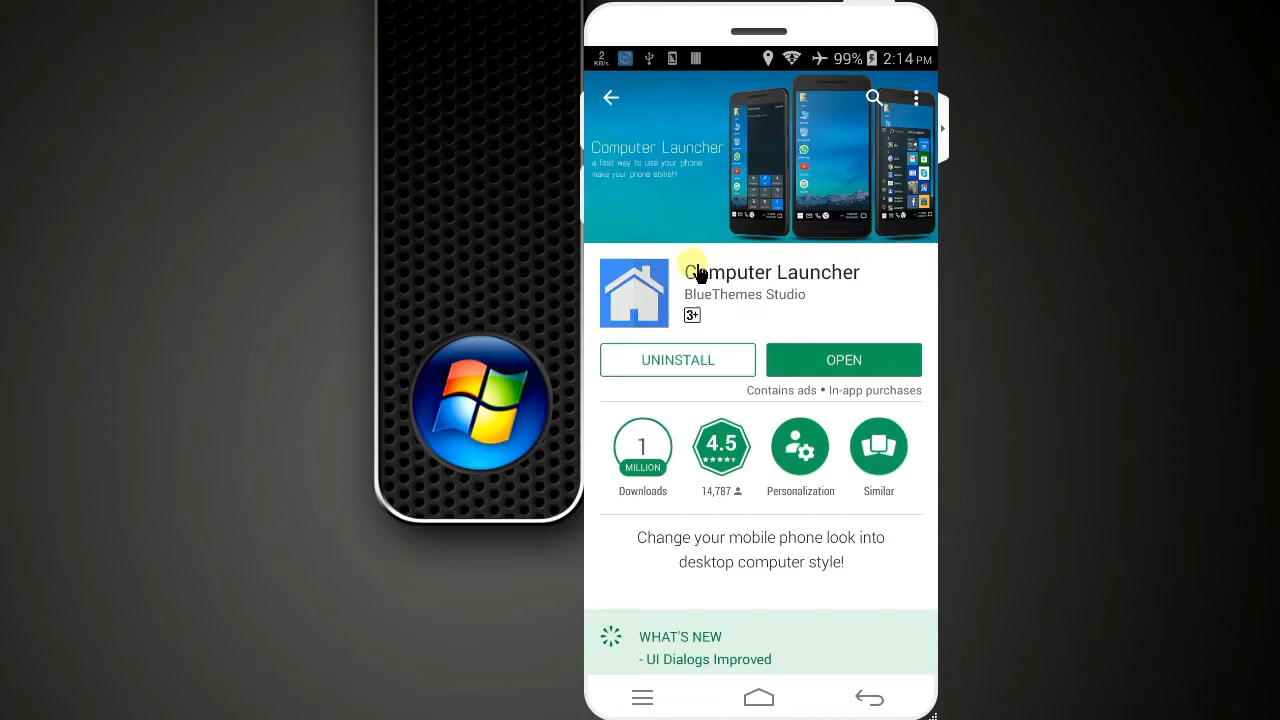 2
KB/s
99%
2:14 PM
Computer Launcher
a fast way to use your phone
make your phone stylish!
Computer Launcher
BlueThemes Studio
3+
UNINSTALL
OPEN
Contains ads • In-app purchases
1
MILLION
4.5
Downloads
14,787
Personalization
Similar
Change your mobile phone look into
desktop computer style!
WHAT'S NEW
- UI Dialogs Improved